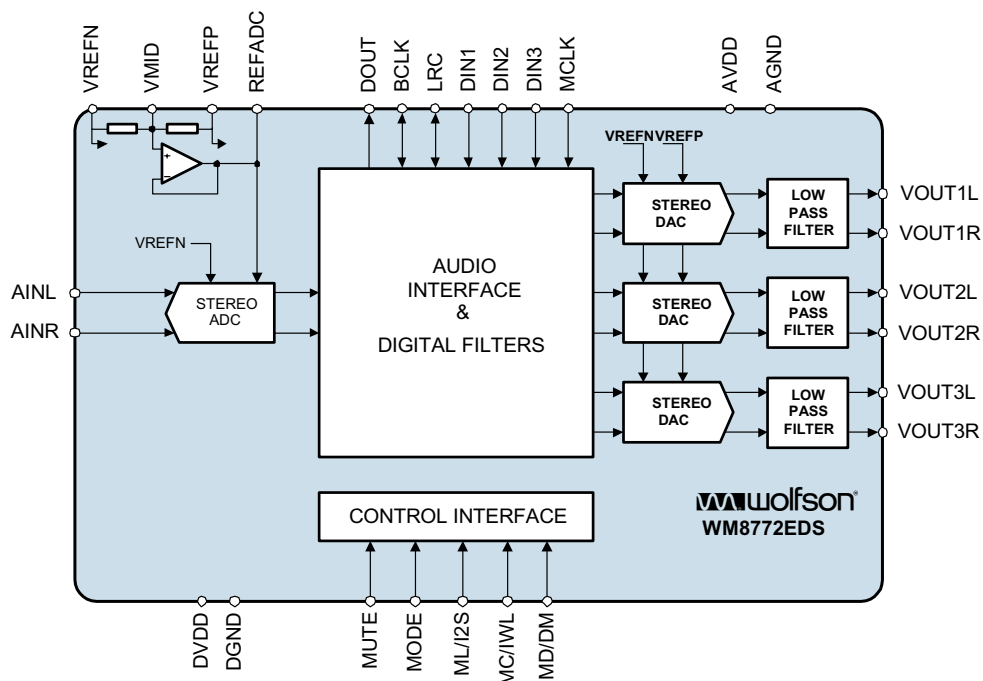 VREFN
VMID
VREFP
REFADC
DOUT
BCLK
LRC
DIN1
DIN2
DIN3
MCLK
AVDD
AGND
+
−
VREFN
VREFP
STEREO
DAC
LOW
PASS
FILTER
VOUT1L
VOUT1R
VREFN
AINL
AINR
STEREO
ADC
AUDIO
INTERFACE
&
DIGITAL FILTERS
STEREO
DAC
LOW
PASS
FILTER
VOUT2L
VOUT2R
STEREO
DAC
LOW
PASS
FILTER
VOUT3L
VOUT3R
CONTROL INTERFACE
wolfson®
WM8772EDS
DVDD
DGND
MUTE
MODE
ML/I2S
MC/IWL
MD/DM